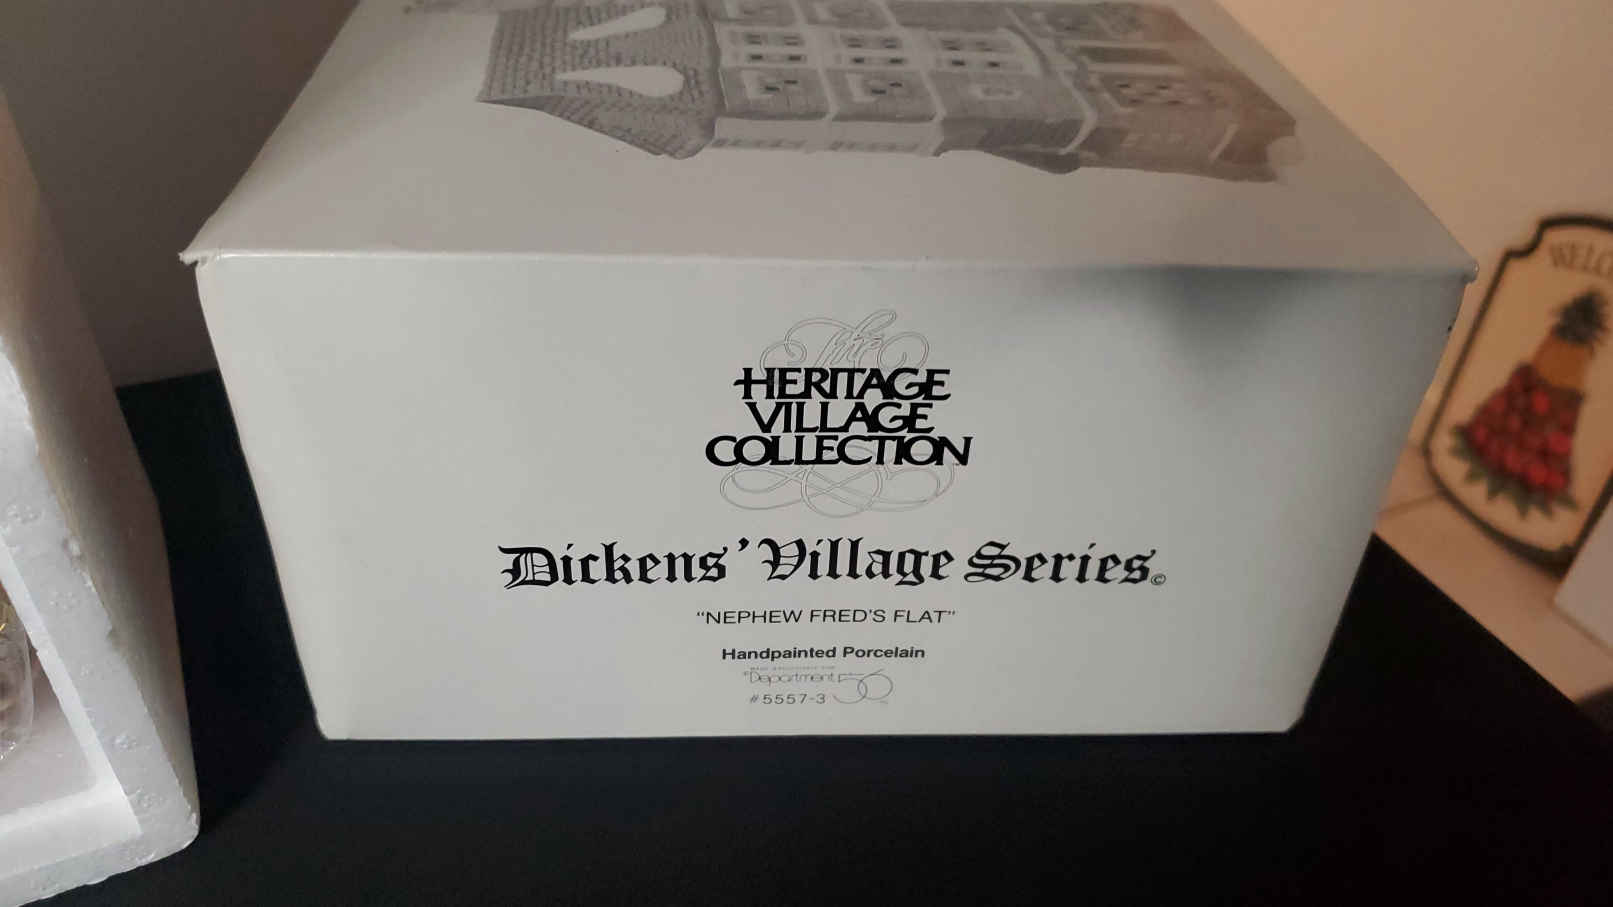 The
HERITAGE
VILLAGE
COLLECTION
Dickens' Village Series©
“NEPHEW FRED'S FLAT”
Handpainted Porcelain
Department 56
#5557-3